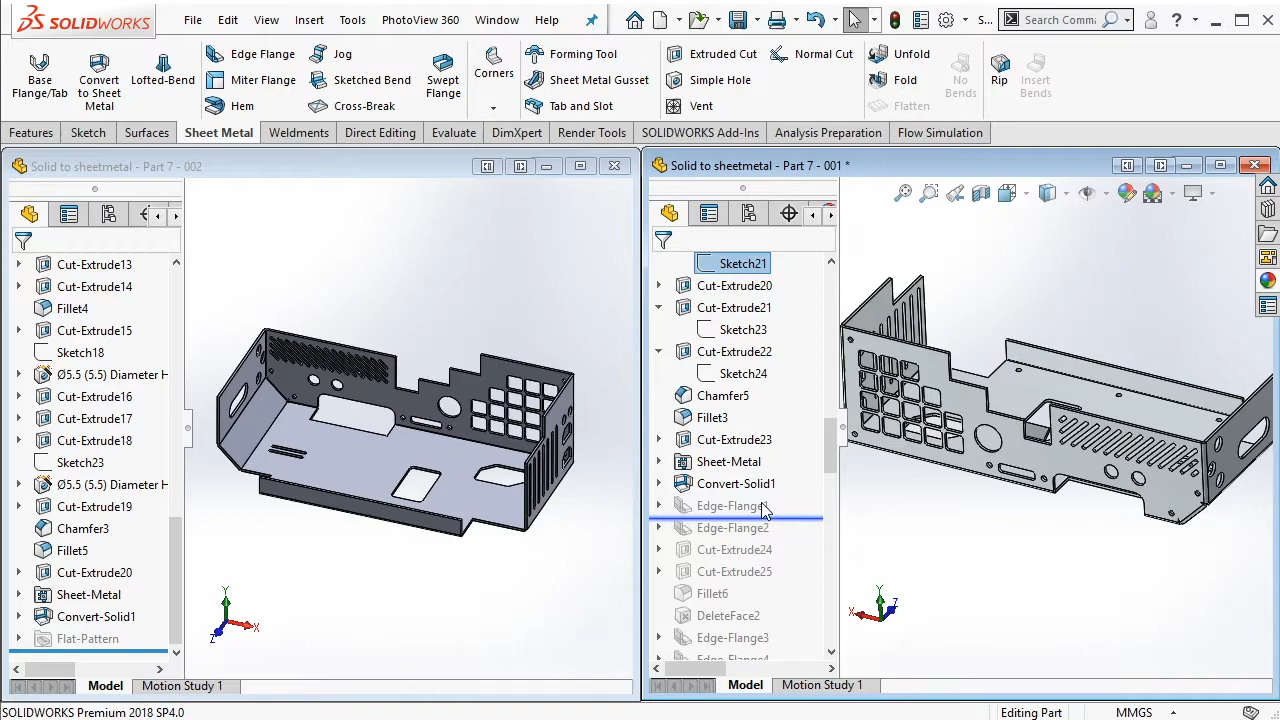 SOLIDWORKS File Edit View Insert Tools PhotoView 360 Window Help S... Search Comma ?
Base Flange/Tab
Convert to Sheet Metal
Lofted-Bend
Edge Flange
Miter Flange
Hem
Jog
Sketched Bend
Cross-Break
Swept Flange
Corners
Forming Tool
Sheet Metal Gusset
Tab and Slot
Extruded Cut
Simple Hole
Vent
Normal Cut
Unfold
Fold
Flatten
No Bends
Rip
Insert Bends
Features Sketch Surfaces Sheet Metal Weldments Direct Editing Evaluate DimXpert Render Tools SOLIDWORKS Add-Ins Analysis Preparation Flow Simulation
Solid to sheetmetal - Part 7 - 002
Cut-Extrude13
Cut-Extrude14
Fillet4
Cut-Extrude15
Sketch18
Ø5.5 (5.5) Diameter H
Cut-Extrude16
Cut-Extrude17
Cut-Extrude18
Sketch23
Ø5.5 (5.5) Diameter H
Cut-Extrude19
Chamfer3
Fillet5
Cut-Extrude20
Sheet-Metal
Convert-Solid1
Flat-Pattern
Y
X
Z
Model Motion Study 1
Solid to sheetmetal - Part 7 - 001 *
Sketch21
Cut-Extrude20
Cut-Extrude21
Sketch23
Cut-Extrude22
Sketch24
Chamfer5
Fillet3
Cut-Extrude23
Sheet-Metal
Convert-Solid1
Edge-Flange1
Edge-Flange2
Cut-Extrude24
Cut-Extrude25
Fillet6
DeleteFace2
Edge-Flange3
Edge-Flange4
Y
X
Z
Model Motion Study 1
SOLIDWORKS Premium 2018 SP4.0 Editing Part MMGS